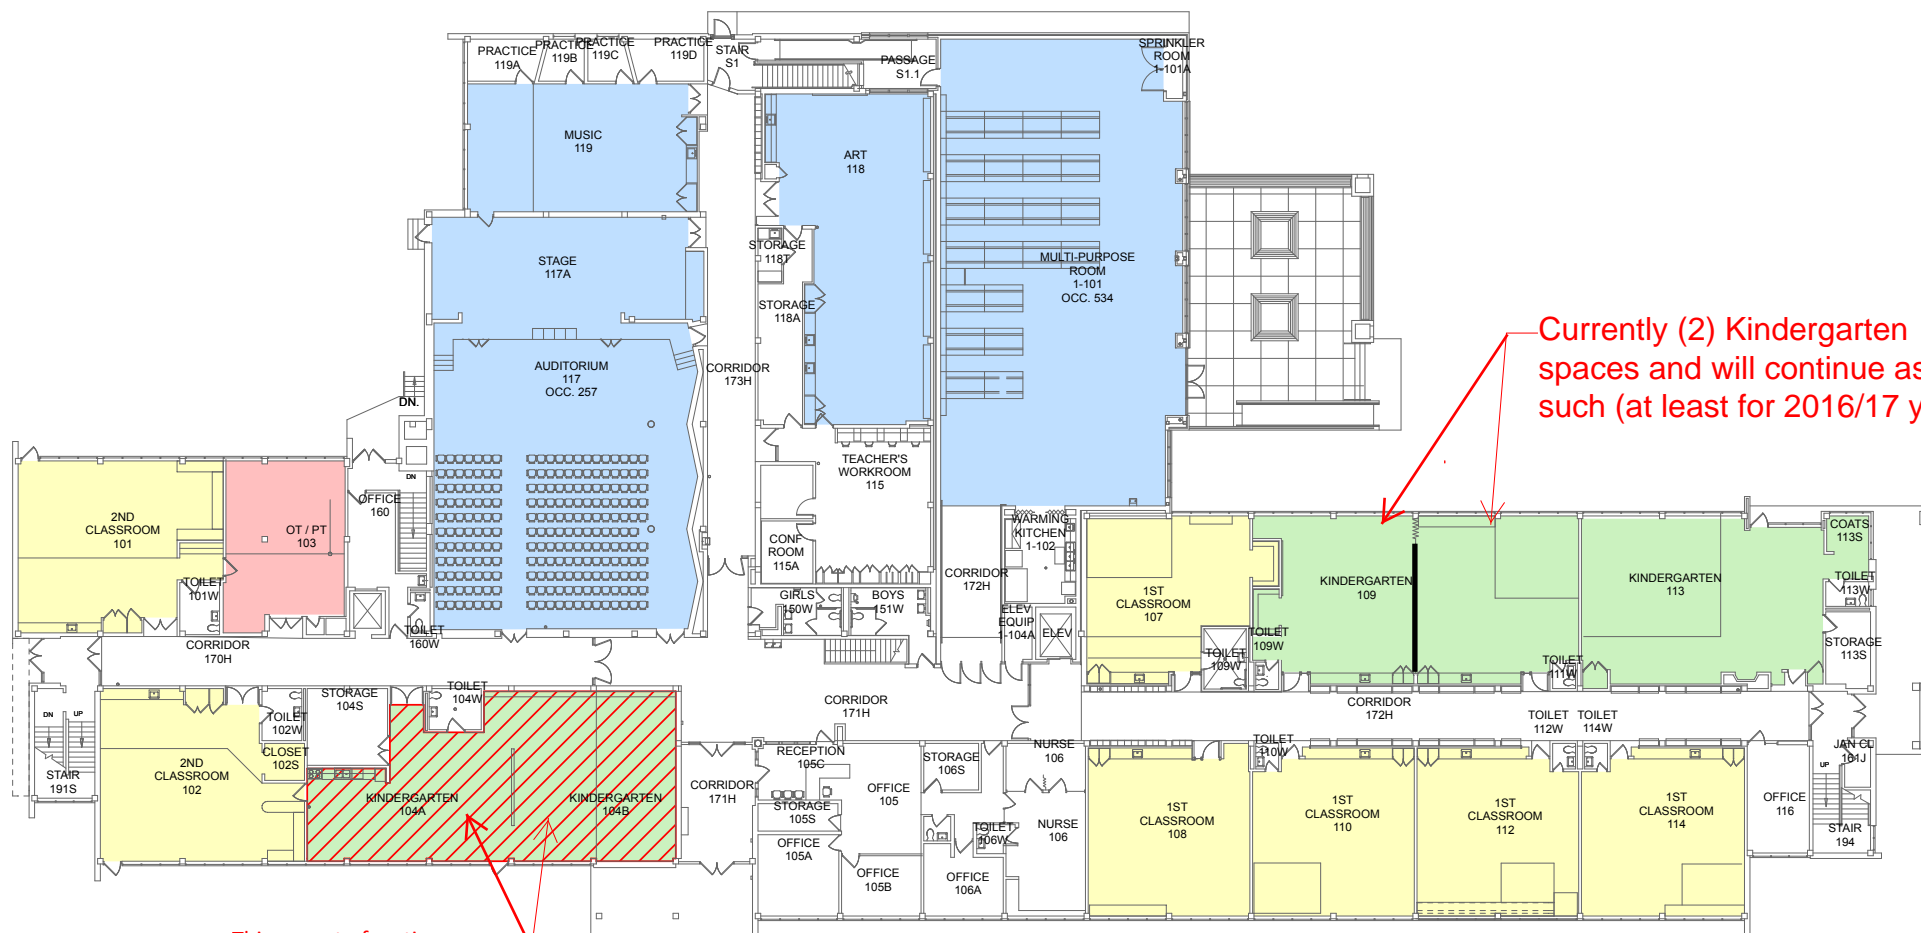 PRACTICE
119A
PRACTICE
119B
PRACTICE
119C
PRACTICE
119D
STAIR
S1
PASSAGE
S1.1
SPRINKLER
ROOM
1-101A
MUSIC
119
ART
118
STAGE
117A
STORAGE
118T
STORAGE
118A
MULTI-PURPOSE
ROOM
1-101
OCC. 534
AUDITORIUM
117
OCC. 257
CORRIDOR
173H
DN.
Currently (2) Kindergarten
spaces and will continue as
such (at least for 2016/17 y
TEACHER'S
WORKROOM
115
DN
OFFICE
160
2ND
CLASSROOM
101
OT / PT
103
CONF
ROOM
115A
WARMING
KITCHEN
1-102
CORRIDOR
172H
COATS
113S
TOILET
101W
GIRLS
150W
BOYS
151W
1ST
CLASSROOM
107
KINDERGARTEN
109
KINDERGARTEN
113
TOILET
113W
ELEV
EQUIP
1-104A
ELEV
TOILET
160W
TOILET
109W
TOILET
109W
TOILET
111W
STORAGE
113S
CORRIDOR
170H
STORAGE
104S
TOILET
104W
CORRIDOR
171H
CORRIDOR
172H
TOILET
112W
TOILET
114W
DN
UP
TOILET
102W
CLOSET
102S
2ND
CLASSROOM
102
STAIR
191S
KINDERGARTEN
104A
KINDERGARTEN
104B
CORRIDOR
171H
RECEPTION
105C
STORAGE
106S
NURSE
106
TOILET
110W
JAN CL
161J
UP
STORAGE
105S
OFFICE
105
OFFICE
105A
OFFICE
105B
TOILET
106W
OFFICE
106A
NURSE
106
1ST
CLASSROOM
108
1ST
CLASSROOM
110
1ST
CLASSROOM
112
1ST
CLASSROOM
114
OFFICE
116
STAIR
194